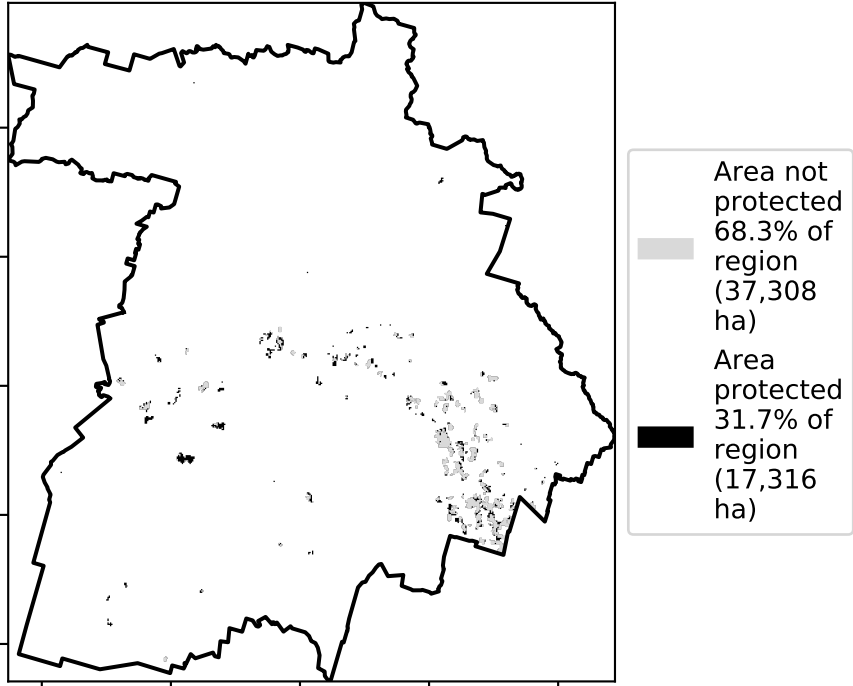 Area not
protected
68.3% of
region
(37,308
ha)
Area
protected
31.7% of
region
(17,316
ha)